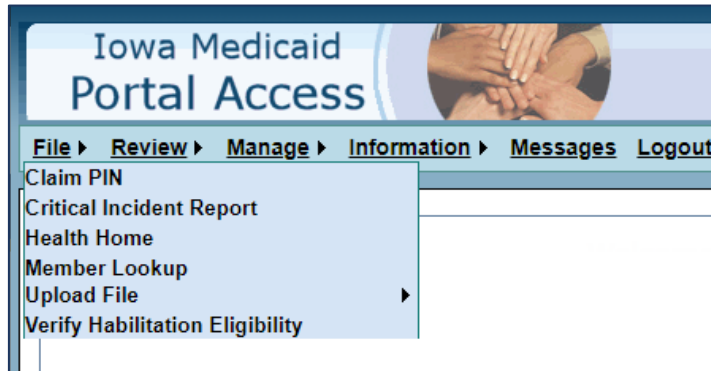 Iowa Medicaid
Portal Access
File Review Manage Information Messages Logout
Claim PIN
Critical Incident Report
Health Home
Member Lookup
Upload File
Verify Habilitation Eligibility